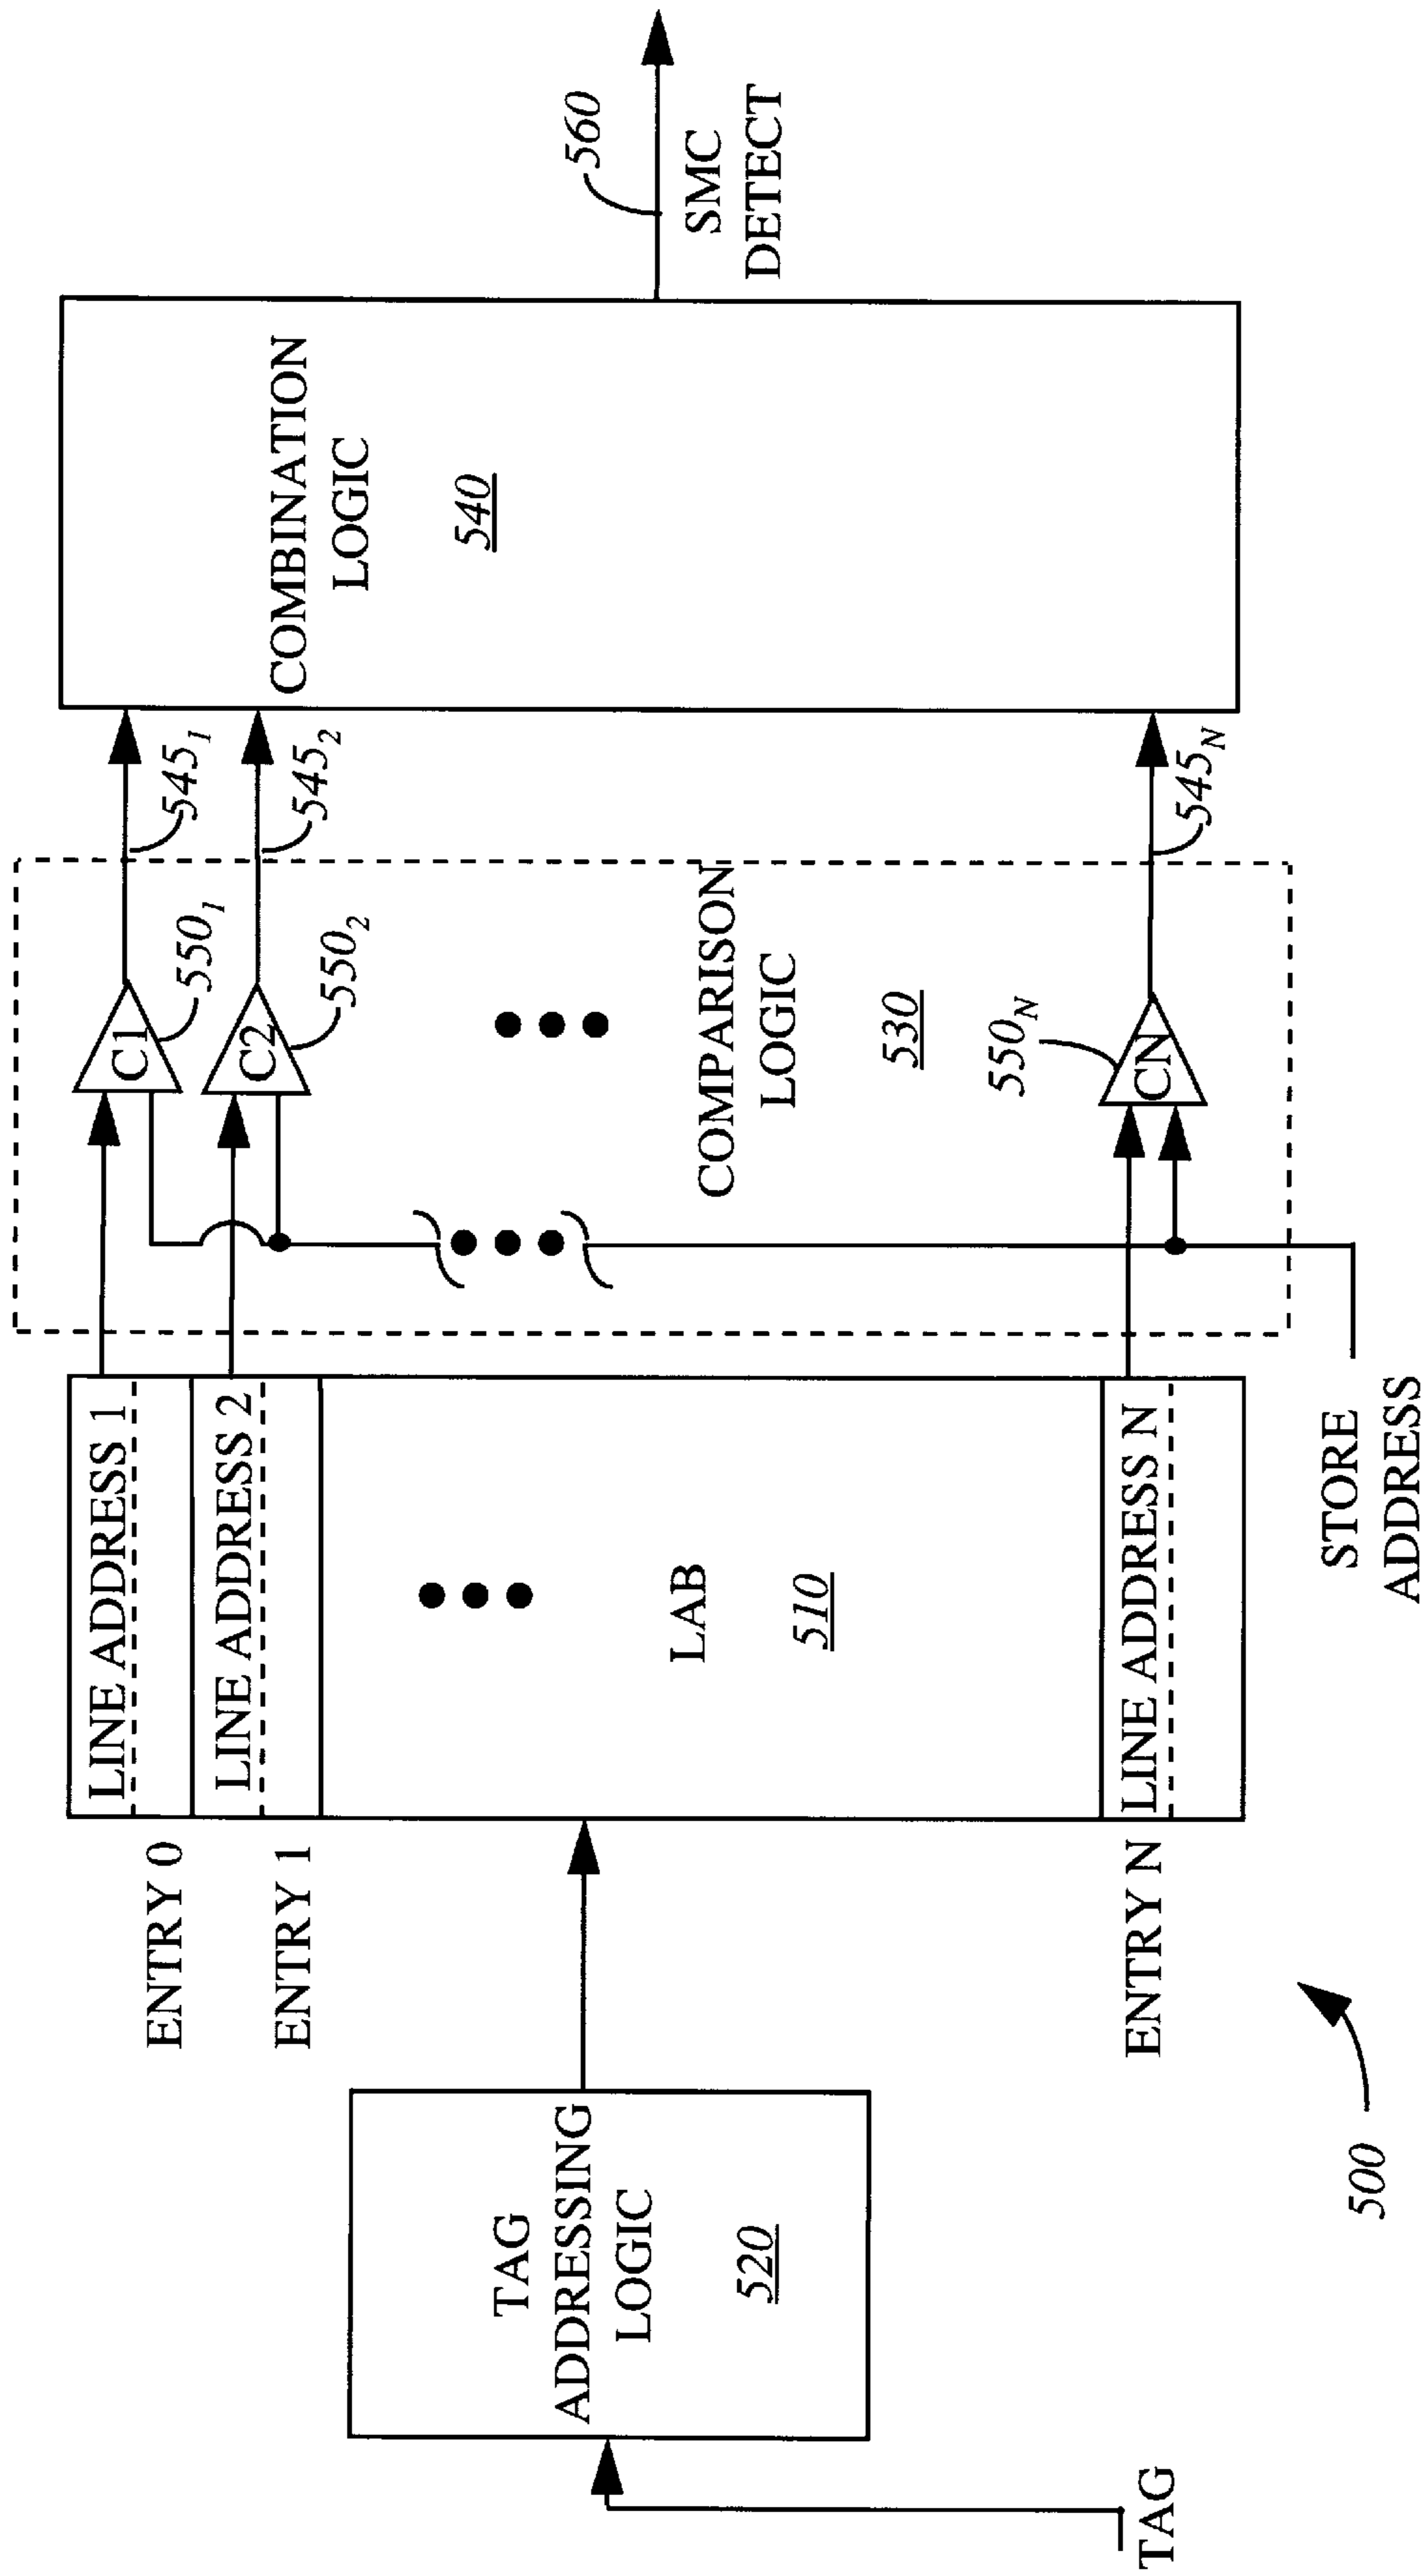 TAG
TAG
ADDRESSING
LOGIC
520
ENTRY 0
ENTRY 1
ENTRY N
LINE ADDRESS 1
LINE ADDRESS 2
LAB
510
LINE ADDRESS N
STORE
ADDRESS
C1
550₁
C2
550₂
COMPARISON
LOGIC
530
550_N
CN
545₁
545₂
545_N
COMBINATION
LOGIC
540
560
SMC
DETECT
500